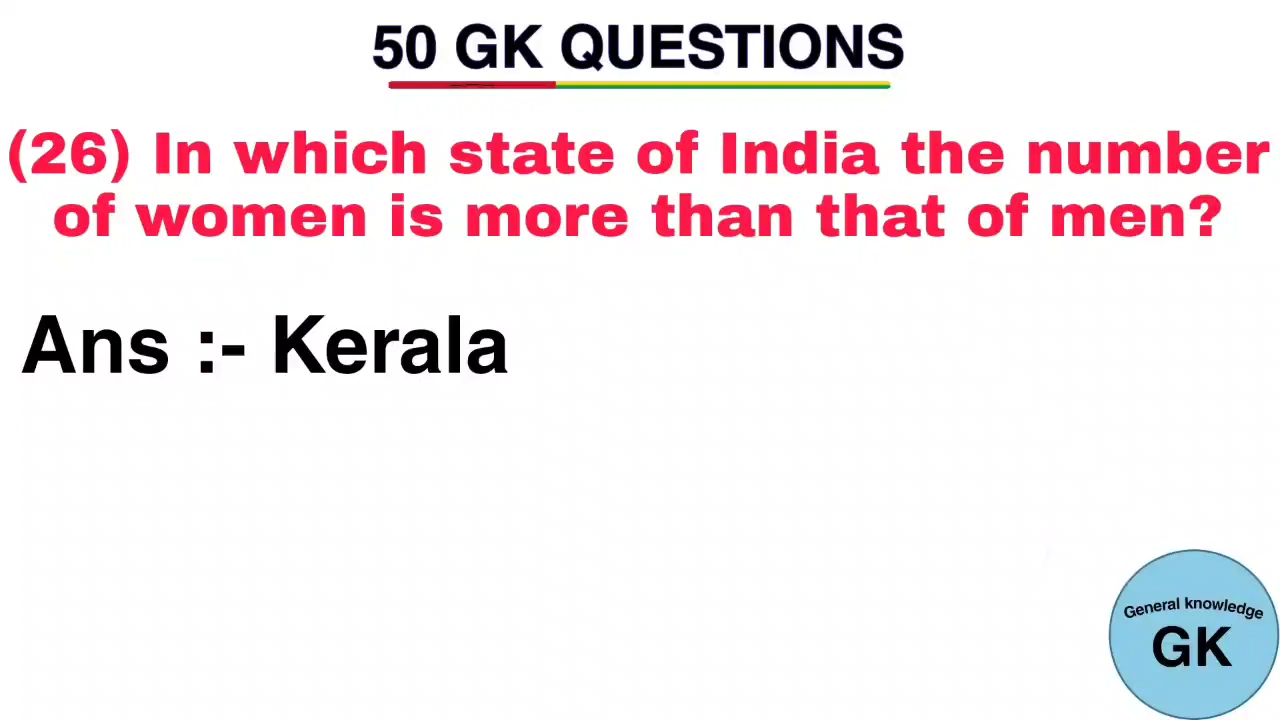 50 GK QUESTIONS
(26) In which state of India the number
of women is more than that of men?
Ans :- Kerala
General knowledge
GK